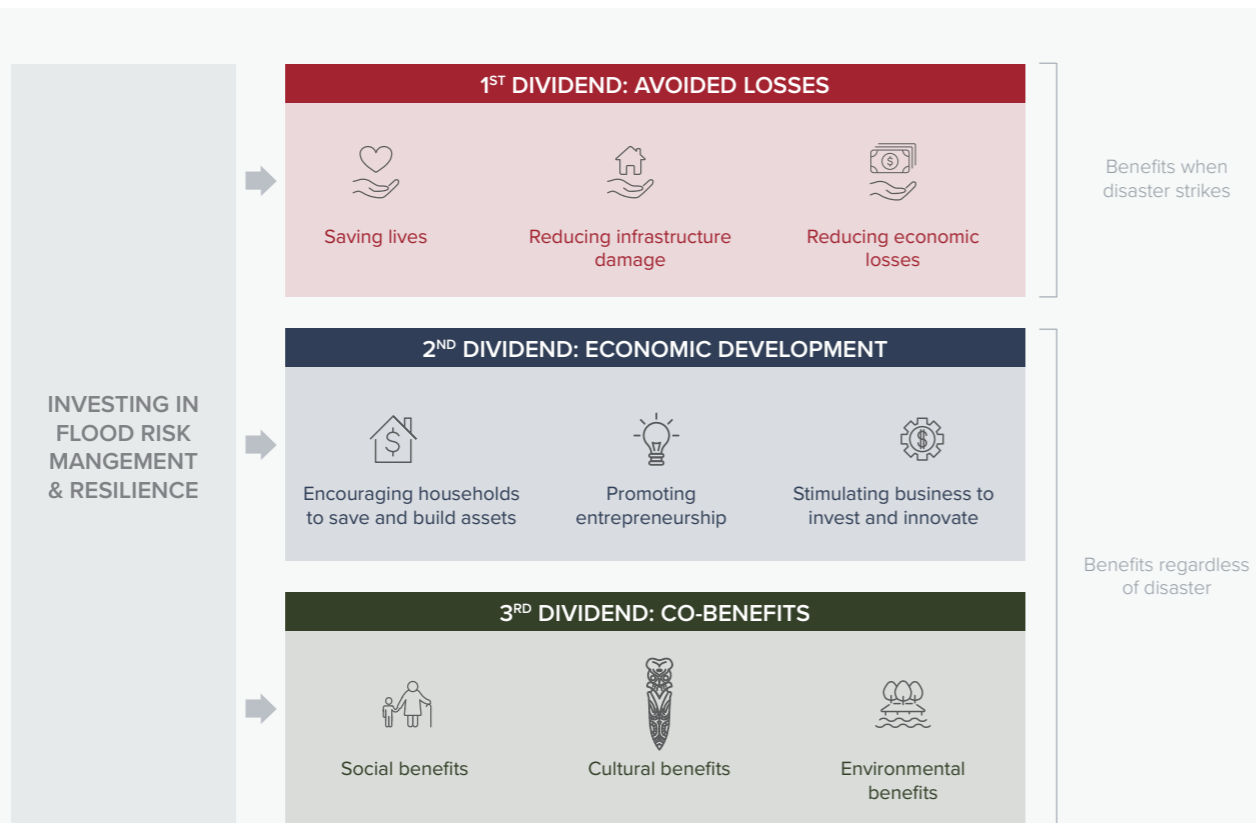 INVESTING IN
FLOOD RISK
MANGEMENT
& RESILIENCE
1ST DIVIDEND: AVOIDED LOSSES
Saving lives
Reducing infrastructure
damage
Reducing economic
losses
Benefits when
disaster strikes
2ND DIVIDEND: ECONOMIC DEVELOPMENT
Encouraging households
to save and build assets
Promoting
entrepreneurship
Stimulating business to
invest and innovate
3RD DIVIDEND: CO-BENEFITS
Social benefits
Cultural benefits
Environmental
benefits
Benefits regardless
of disaster